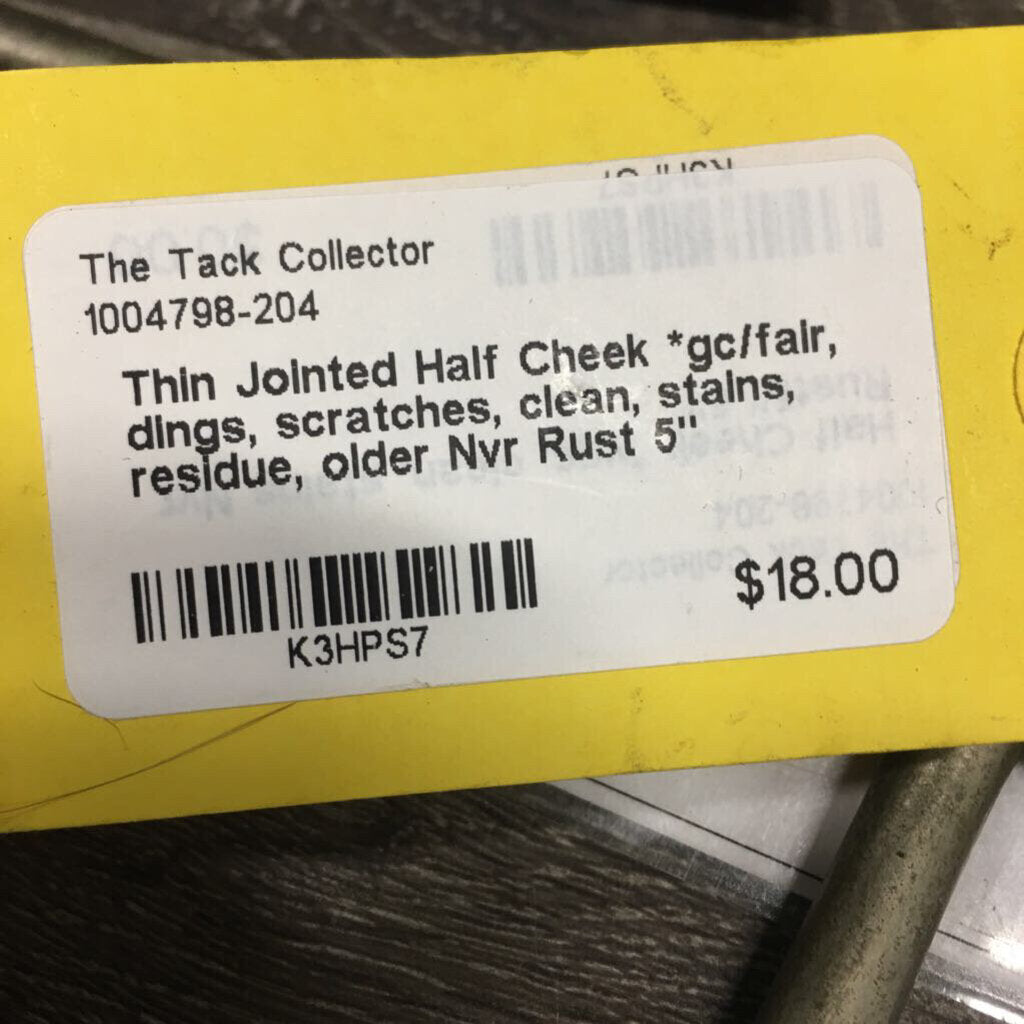 The Tack Collector
1004798-204
Thin Jointed Half Cheek *gc/fair,
dings, scratches, clean, stains,
residue, older Nvr Rust 5"
K3HPS7
$18.00